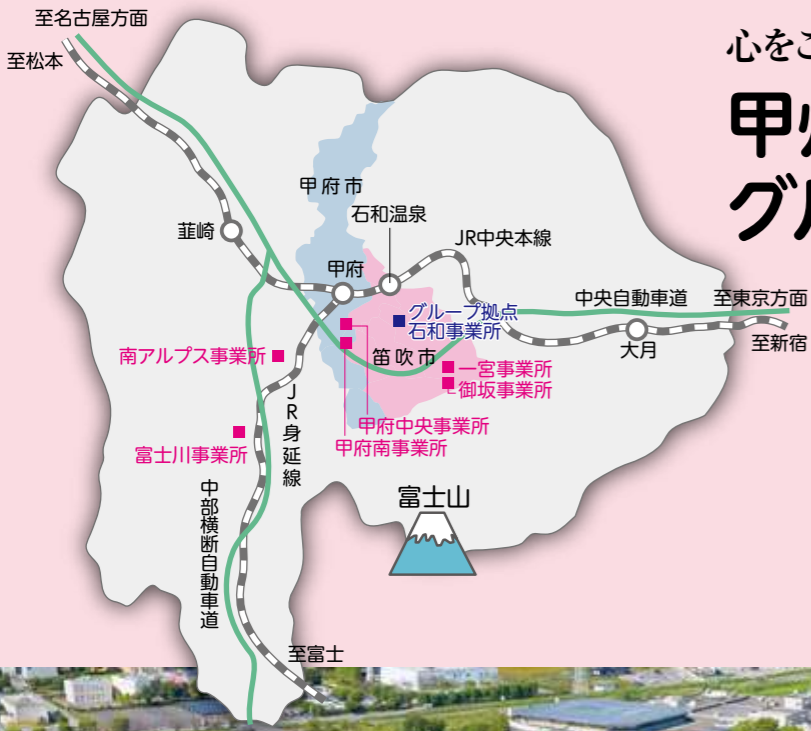 至名古屋方面
至松本
心をこ
甲州
グル
甲府市
石和温泉
韮崎
JR中央本線
甲府
中央自動車道
至東京方面
グループ拠点
石和事業所
大月
至新宿
南アルプス事業所
笛吹市
一宮事業所
御坂事業所
JR身延線
甲府中央事業所
甲府南事業所
富士川事業所
中部横断自動車道
富士山
至富士